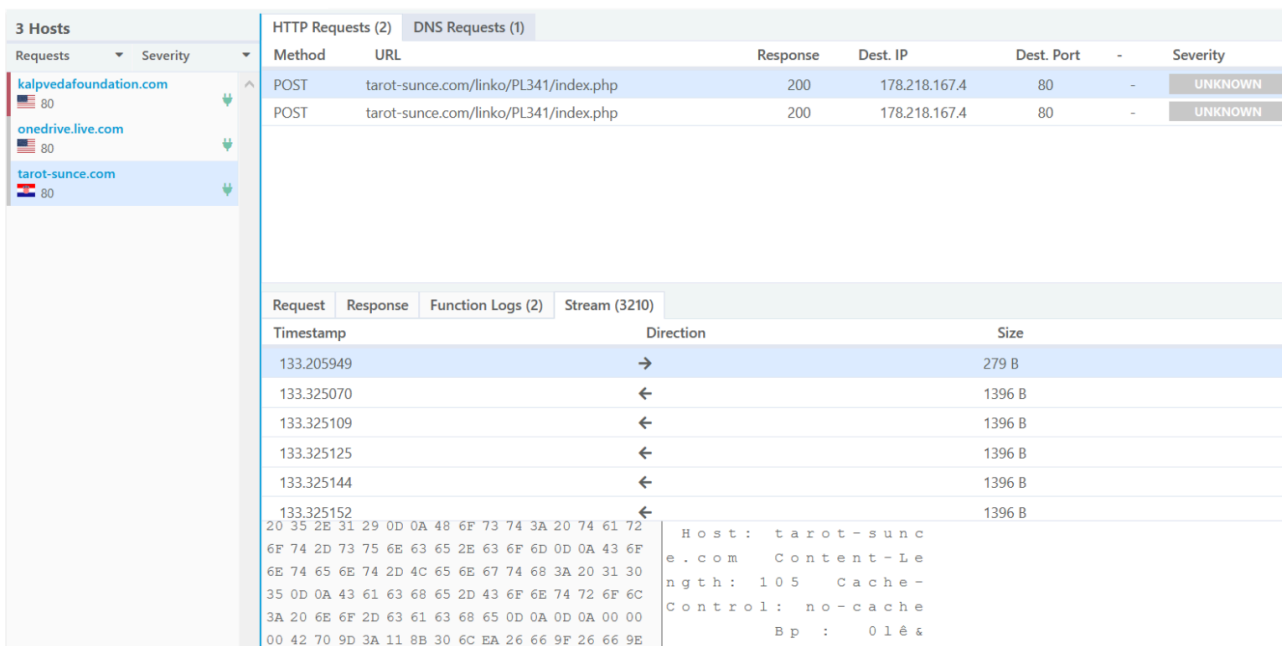 3 Hosts
Requests Severity
kalpvedafoundation.com
80
onedrive.live.com
80
tarot-sunce.com
80
HTTP Requests (2) DNS Requests (1)
Method URL Response Dest. IP Dest. Port - Severity
POST tarot-sunce.com/linko/PL341/index.php 200 178.218.167.4 80 - UNKNOWN
POST tarot-sunce.com/linko/PL341/index.php 200 178.218.167.4 80 - UNKNOWN
Request Response Function Logs (2) Stream (3210)
Timestamp Direction Size
133.205949 → 279 B
133.325070 ← 1396 B
133.325109 ← 1396 B
133.325125 ← 1396 B
133.325144 ← 1396 B
133.325152 ← 1396 B
20 35 2E 31 29 0D 0A 48 6F 73 74 3A 20 74 61 72
6F 74 2D 73 75 6E 63 65 2E 63 6F 6D 0D 0A 43 6F
6E 74 65 6E 74 2D 4C 65 6E 67 74 68 3A 20 31 30
35 0D 0A 43 61 63 68 65 2D 43 6F 6E 74 72 6F 6C
3A 20 6E 6F 2D 63 61 63 68 65 0D 0A 0D 0A 00 00
00 42 70 9D 3A 11 8B 30 6C EA 26 66 9F 26 66 9E
Host: tarot-sunc
e.com Content-Le
ngth: 105 Cache-
Control: no-cache
Bp : 0lê&